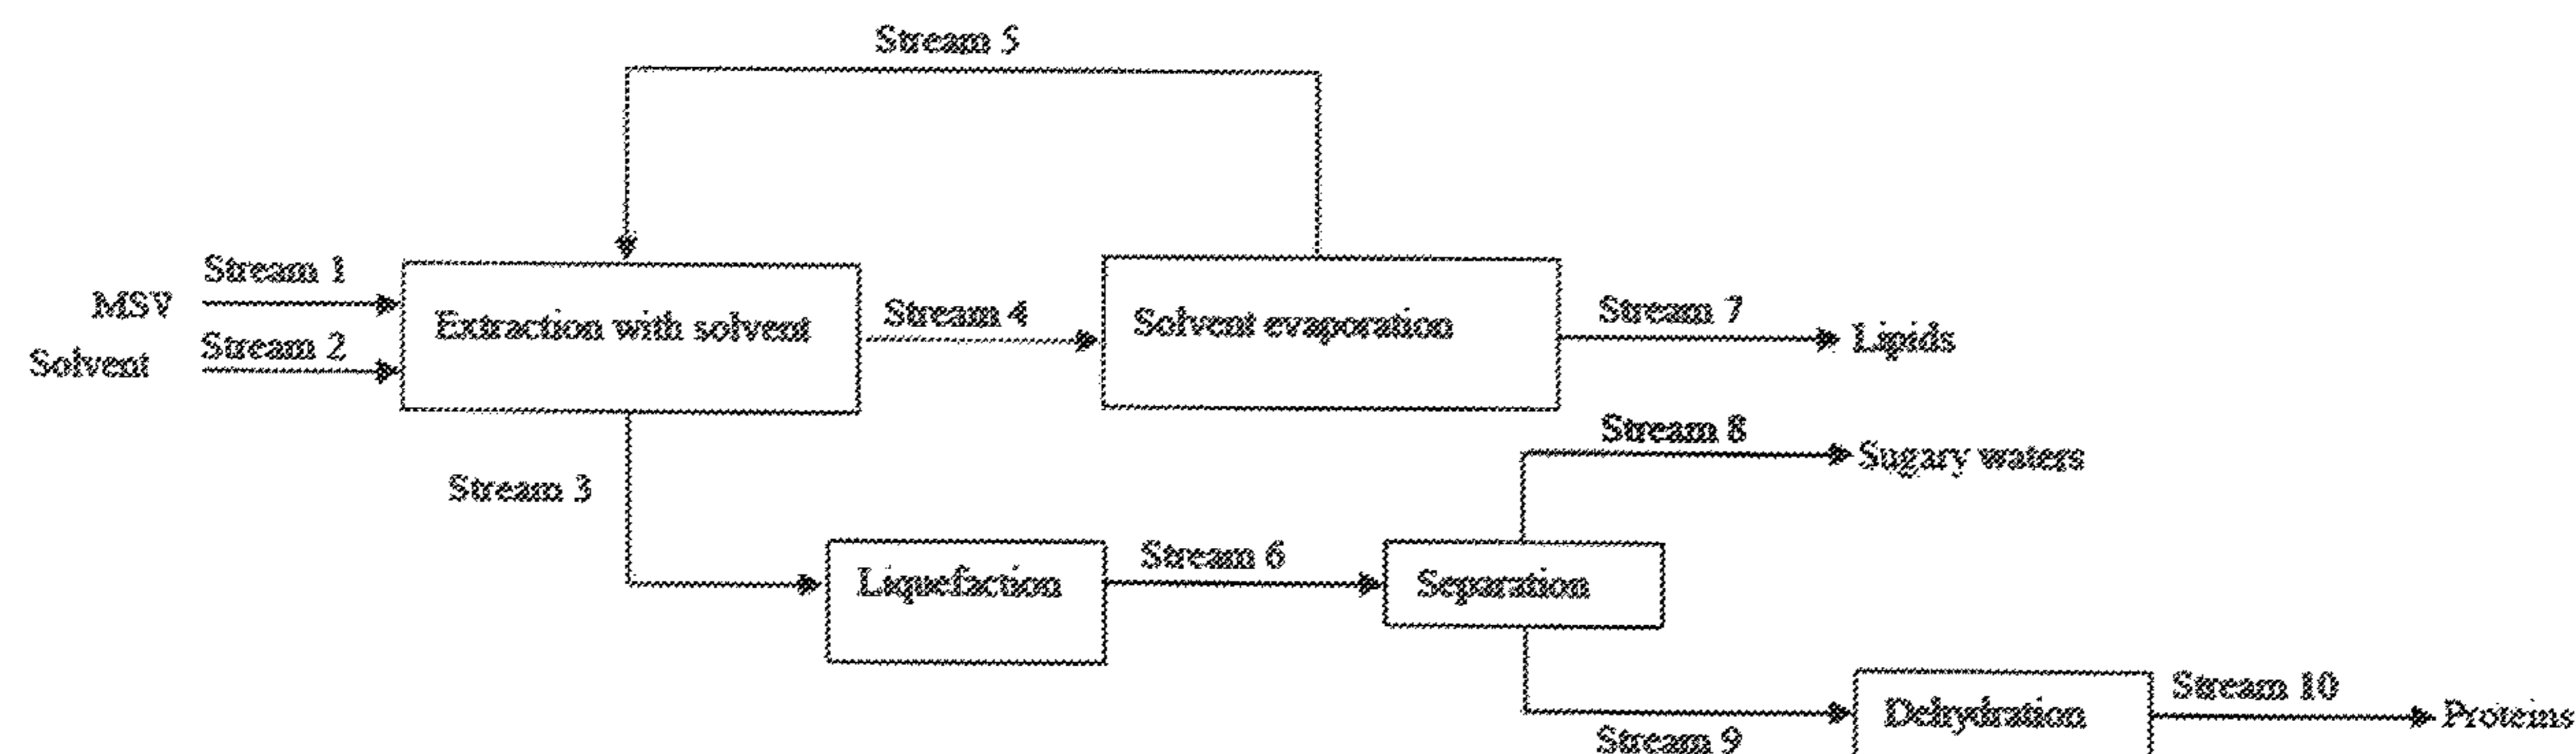 Stream 5
Stream 1
MSV
Stream 2
Solvent
Extraction with solvent
Stream 4
Solvent evaporation
Stream 7
Lipids
Stream 8
Sugary waters
Stream 3
Liquefaction
Stream 6
Separation
Stream 9
Dehydration
Stream 10
Proteins